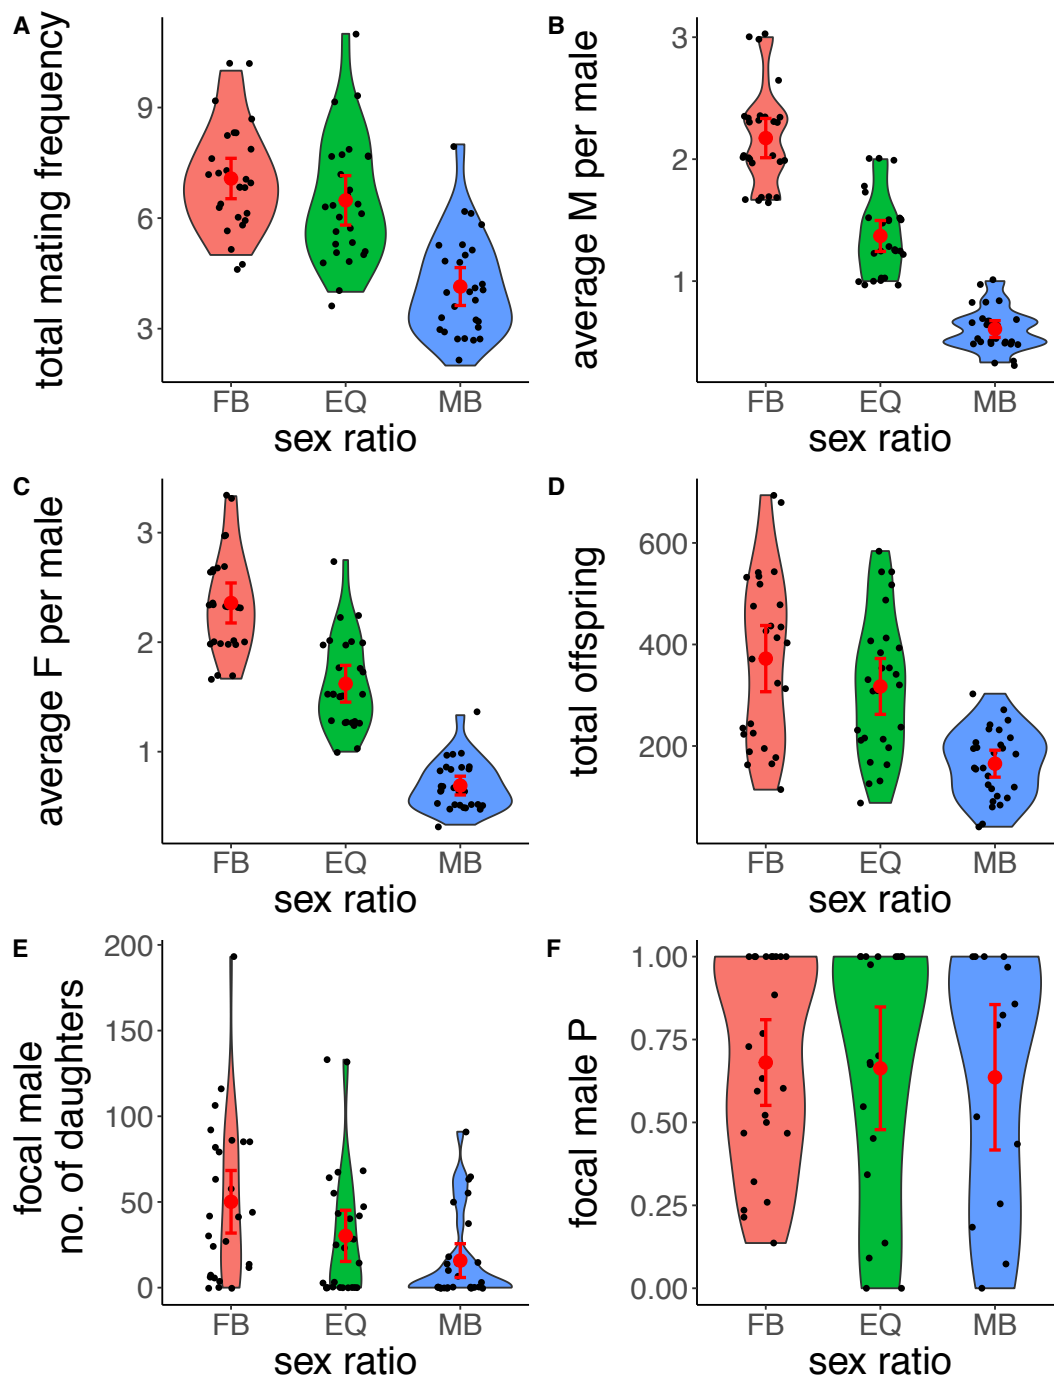 A
total mating frequency
9
6
3
FB EQ MB
sex ratio
B
average M per male
3
2
1
FB EQ MB
sex ratio
C
average F per male
3
2
1
FB EQ MB
sex ratio
D
total offspring
600
400
200
FB EQ MB
sex ratio
E
focal male
no. of daughters
200
150
100
50
0
FB EQ MB
sex ratio
F
focal male P
1.00
0.75
0.50
0.25
0.00
FB EQ MB
sex ratio